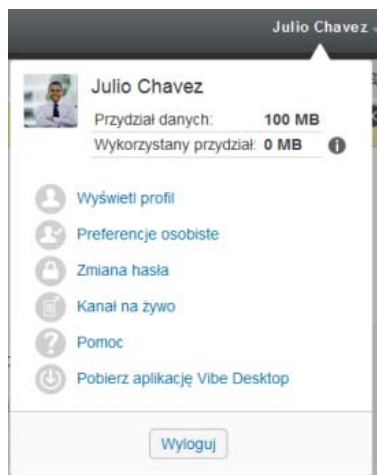 Julio Chavez
Julio Chavez
Przydział danych: 100 MB
Wykorzystany przydział: 0 MB
Wyświetl profil
Preferencje osobiste
Zmiana hasła
Kanał na żywo
Pomoc
Pobierz aplikację Vibe Desktop
Wyloguj